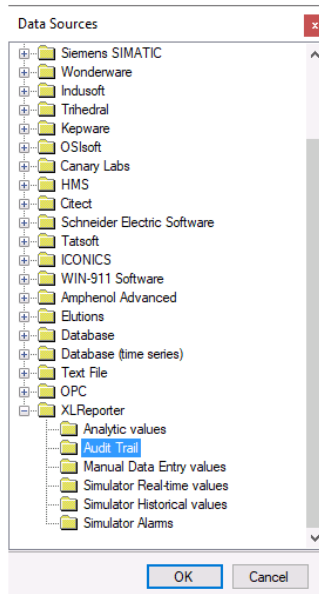 Data Sources
x
Siemens SIMATIC
Wonderware
Indusoft
Trihedral
Kepware
OSIsoft
Canary Labs
HMS
Citect
Schneider Electric Software
Tatsoft
ICONICS
WIN-911 Software
Amphenol Advanced
Elutions
Database
Database (time series)
Text File
OPC
XLReporter
Analytic values
Audit Trail
Manual Data Entry values
Simulator Real-time values
Simulator Historical values
Simulator Alarms
OK Cancel